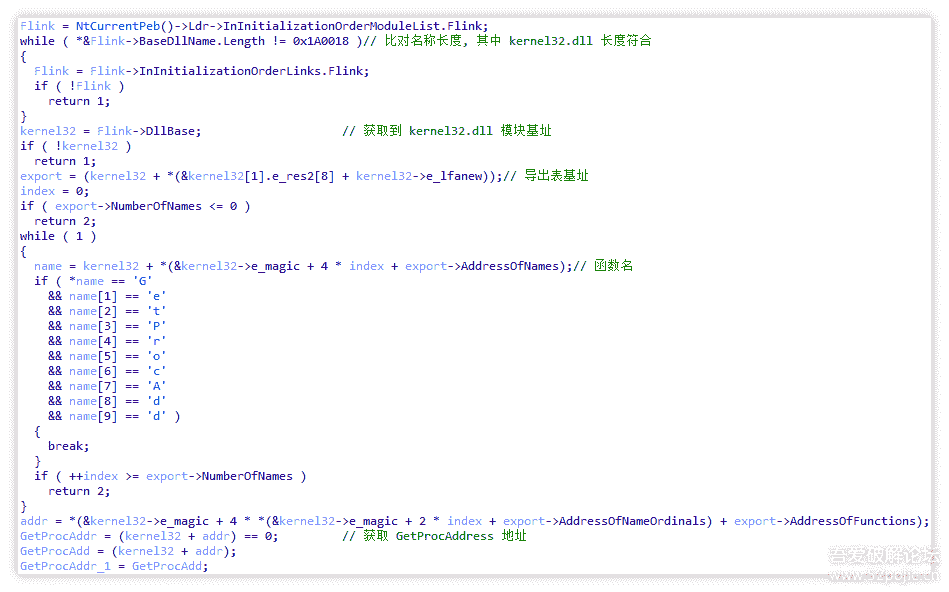 Flink = NtCurrentPeb()->Ldr->InInitializationOrderModuleList.Flink;
while ( *&Flink->BaseDllName.Length != 0x1A0018 )// 比对名称长度, 其中 kernel32.dll 长度符合
{
  Flink = Flink->InInitializationOrderLinks.Flink;
  if ( !Flink )
    return 1;
}
kernel32 = Flink->DllBase;                    // 获取到 kernel32.dll 模块基址
if ( !kernel32 )
  return 1;
export = (kernel32 + *(&kernel32[1].e_res2[8] + kernel32->e_lfanew));// 导出表基址
index = 0;
if ( export->NumberOfNames <= 0 )
  return 2;
while ( 1 )
{
  name = kernel32 + *(&kernel32->e_magic + 4 * index + export->AddressOfNames);// 函数名
  if ( *name == 'G'
    && name[1] == 'e'
    && name[2] == 't'
    && name[3] == 'P'
    && name[4] == 'r'
    && name[5] == 'o'
    && name[6] == 'c'
    && name[7] == 'A'
    && name[8] == 'd'
    && name[9] == 'd' )
  {
    break;
  }
  if ( ++index >= export->NumberOfNames )
    return 2;
}
addr = *(&kernel32->e_magic + 4 * *(&kernel32->e_magic + 2 * index + export->AddressOfNameOrdinals) + export->AddressOfFunctions);
GetProcAddr = (kernel32 + addr) == 0;         // 获取 GetProcAddress 地址
GetProcAdd = (kernel32 + addr);
GetProcAddr_1 = GetProcAdd;
吾爱破解论坛
www.52pojie.cn